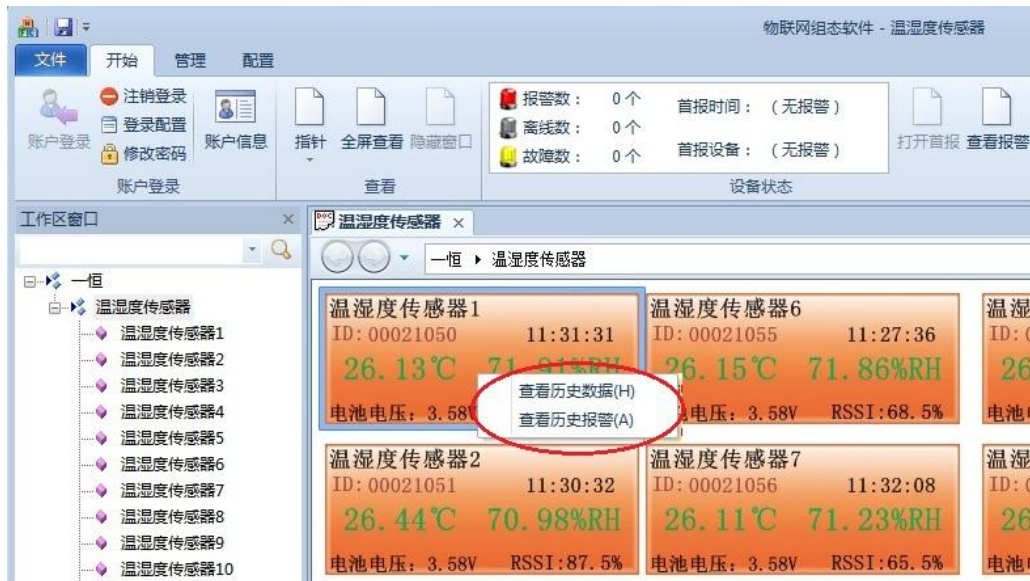 物联网组态软件 - 温湿度传感器
文件 开始 管理 配置
账户登录
注销登录
登录配置
修改密码
账户信息
账户登录
指针 全屏查看 隐藏窗口
查看
报警数： 0个
离线数： 0个
故障数： 0个
首报时间： (无报警)
首报设备： (无报警)
设备状态
打开首报 查看报警
工作区窗口
一恒
温湿度传感器
温湿度传感器1
温湿度传感器2
温湿度传感器3
温湿度传感器4
温湿度传感器5
温湿度传感器6
温湿度传感器7
温湿度传感器8
温湿度传感器9
温湿度传感器10
温湿度传感器
一恒 温湿度传感器
温湿度传感器1
ID:00021050 11:31:31
26.13℃ 71.91%RH
电池电压: 3.58V
查看历史数据(H)
查看历史报警(A)
温湿度传感器6
ID:00021055 11:27:36
6.15℃ 71.86%RH
电压: 3.58V RSSI:68.5%
温湿
ID:
26
电池
温湿度传感器2
ID:00021051 11:30:32
26.44℃ 70.98%RH
电池电压: 3.58V RSSI:87.5%
温湿度传感器7
ID:00021056 11:32:08
26.11℃ 71.23%RH
电池电压: 3.58V RSSI:65.5%
温湿
ID:
26
电池